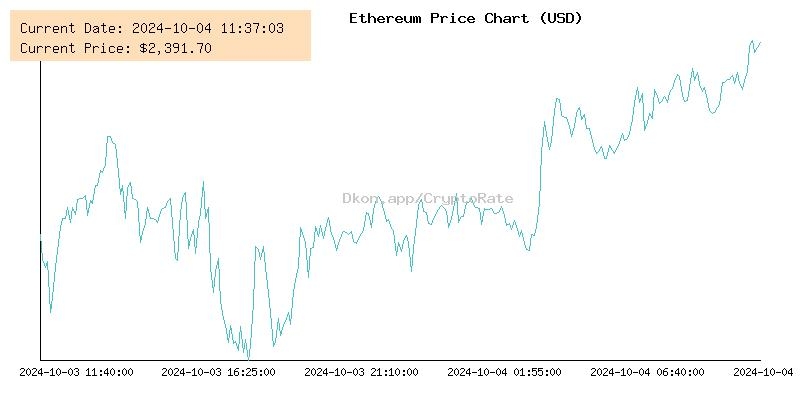 Ethereum Price Chart (USD)
Current Date: 2024-10-04 11:37:03
Current Price: $2,391.70
Dkon.app/CryptoRate
2024-10-03 11:40:00
2024-10-03 16:25:00
2024-10-03 21:10:00
2024-10-04 01:55:00
2024-10-04 06:40:00
2024-10-04